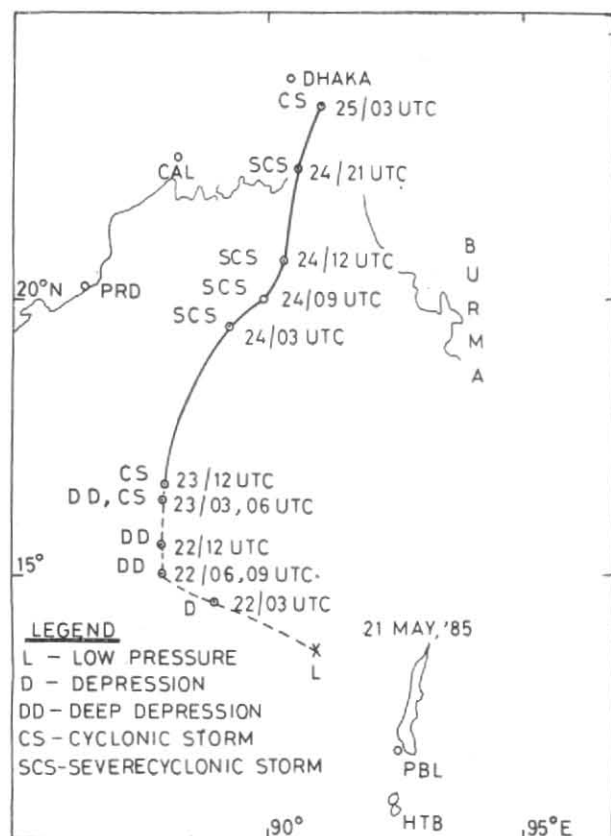 DHAKA
CS 25/03 UTC
CAL
SCS 24/21 UTC
SCS 24/12 UTC
BURMA
20°N
PRD
SCS 24/09 UTC
SCS 24/03 UTC
CS 23/12 UTC
DD, CS 23/03, 06 UTC
DD 22/12 UTC
15°
DD 22/06, 09 UTC.
D 22/03 UTC
21 MAY, '85
L
LEGEND
L - LOW PRESSURE
D - DEPRESSION
DD - DEEP DEPRESSION
CS - CYCLONIC STORM
SCS-SEVERECYCLONIC STORM
PBL
HTB
90°
95°E